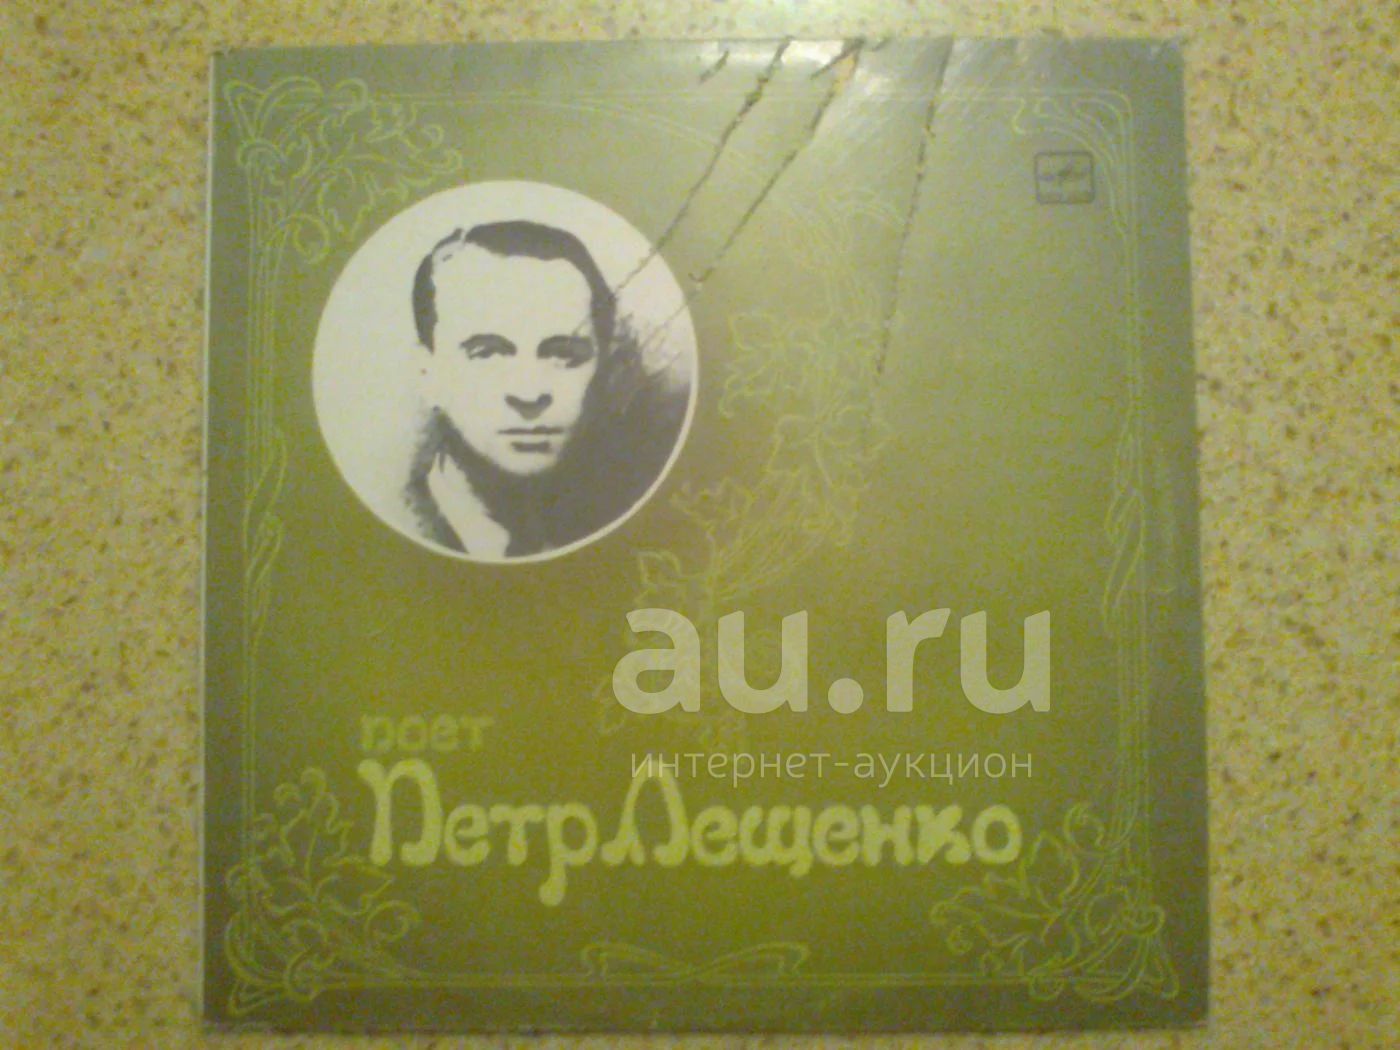 au.ru
интернет-аукцион
поет
Петр Лещенко